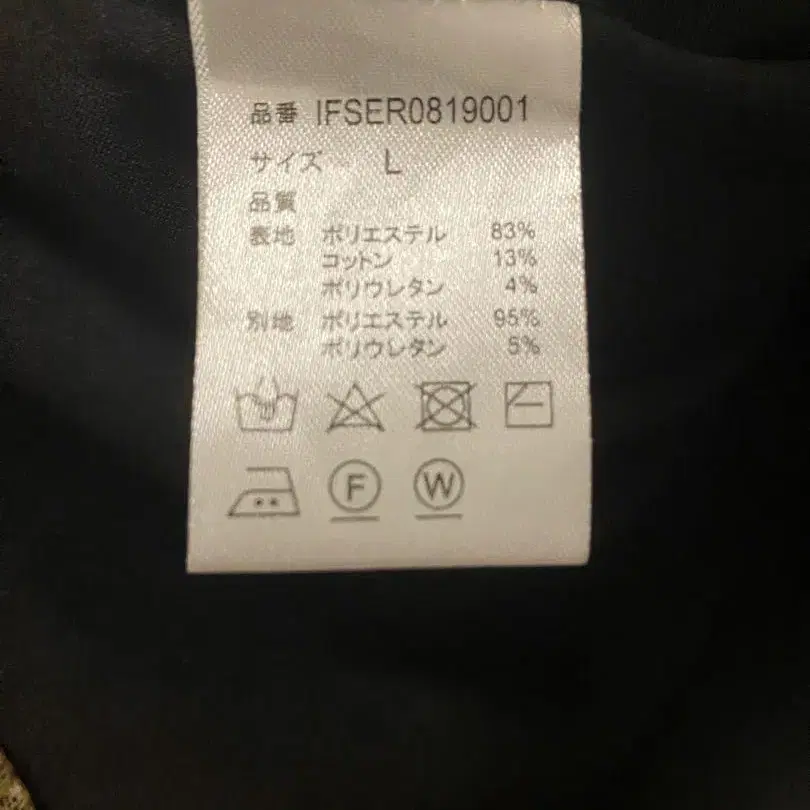 品番 IFSER0819001
サイズ L
品質
表地 ポリエステル 83%
コットン 13%
ポリウレタン 4%
別地 ポリエステル 95%
ポリウレタン 5%
F W